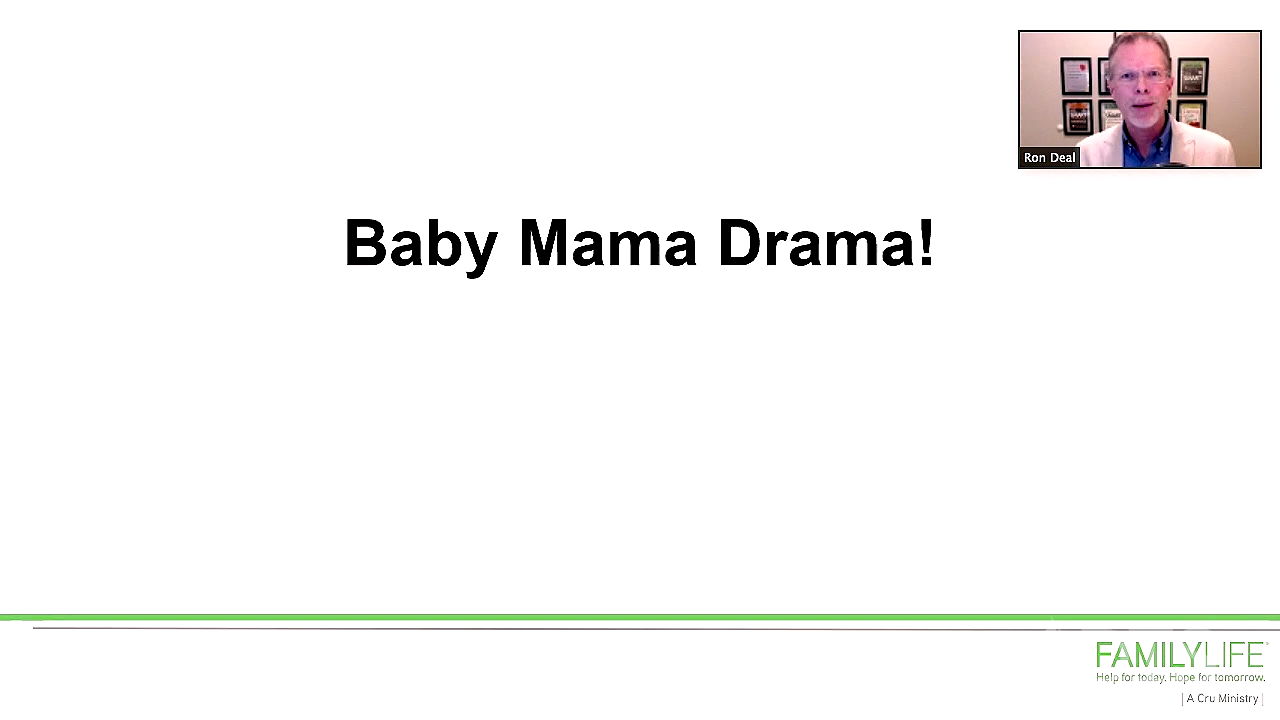 Ron Deal
Baby Mama Drama!
FAMILYLIFE
Help for today. Hope for tomorrow.
| A Cru Ministry |